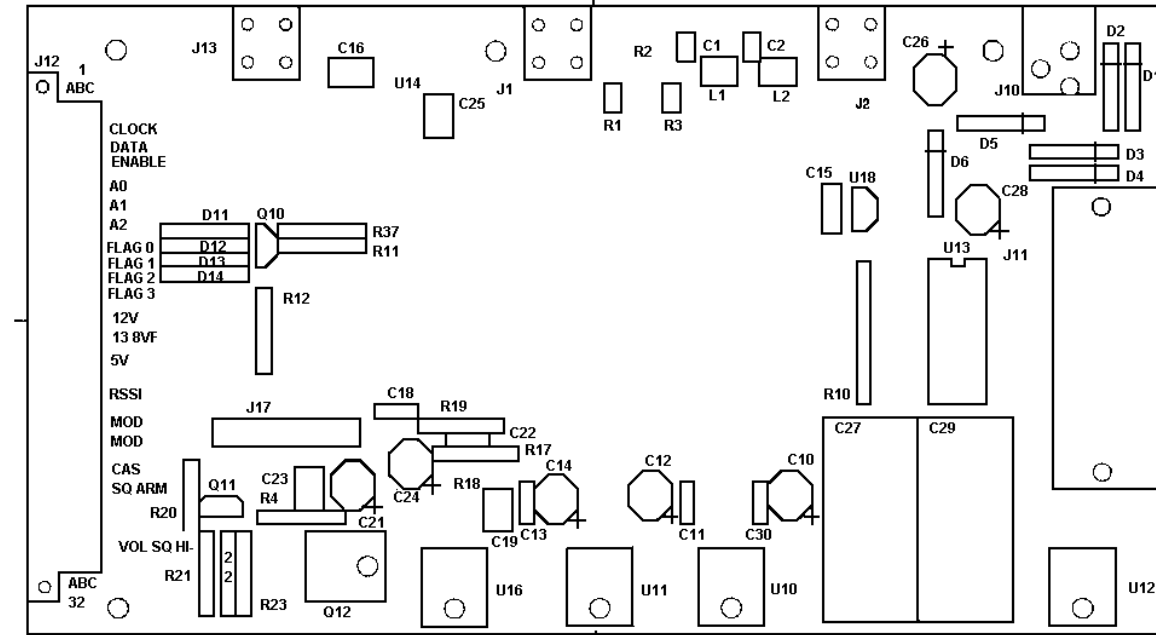 D2
J13
C16
R2
C1
C2
C26
D1
J12
1
ABC
U14
C25
J1
L1
L2
J2
J10
R1
R3
D5
D6
D3
D4
CLOCK
DATA
ENABLE
A0
A1
A2
FLAG 0
FLAG 1
FLAG 2
FLAG 3
12V
13 8VF
5V
RSSI
MOD
MOD
CAS
SQ ARM
VOL SQ HI-
ABC
32
D11
D12
D13
D14
Q10
R37
R11
R12
C15
U18
C28
J11
U13
R10
C27
C29
J17
C18
R19
C22
R17
Q11
R20
C23
R4
C21
C24
R18
C14
C19
C13
C12
C11
C10
C30
R21
22
R23
Q12
U16
U11
U10
U12